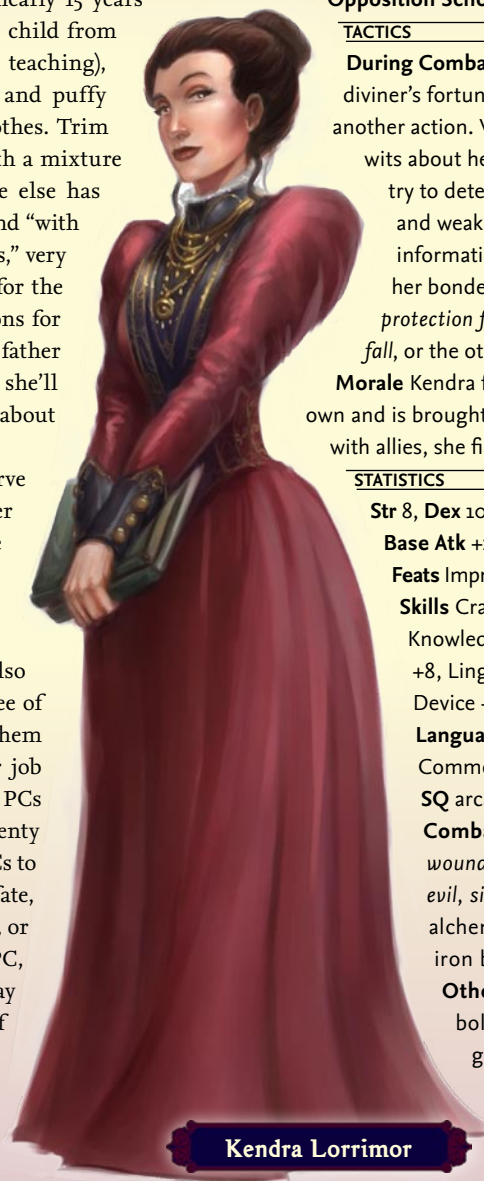 nearly 15 years
child from
teaching),
and puffy
othes. Trim
th a mixture
e else has
nd “with
s,” very
for the
ons for
father
she’ll
about
rve
er
e
lso
ee of
hem
r job
PCs
enty
Cs to
fate,
, or
PC,
ay
f
Opposition Scho
TACTICS
During Comba
diviner’s fortun
another action. V
wits about he
try to dete
and weak
informati
her bonde
protection f
fall, or the ot
Morale Kendra f
own and is brought
with allies, she fi
STATISTICS
Str 8, Dex 10
Base Atk +
Feats Impr
Skills Cra
Knowled
+8, Ling
Device
Langua
Commo
SQ arc
Comba
wound
evil, si
alcher
iron b
Othe
bol
g
Kendra Lorrimor